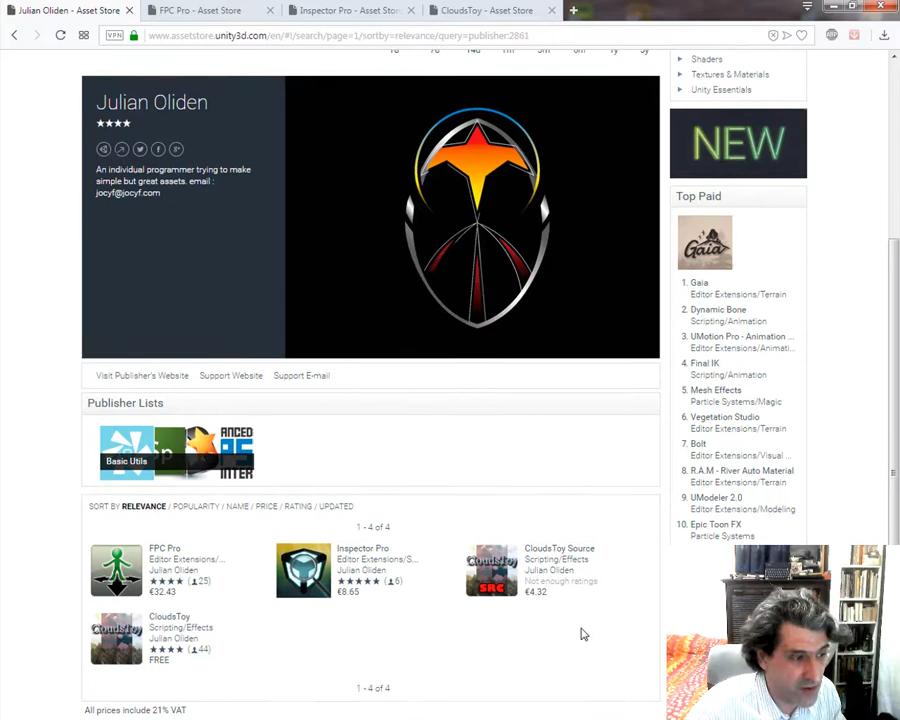 Julian Oliden - Asset Store
FPC Pro - Asset Store
Inspector Pro - Asset Store
CloudsToy - Asset Store
VPN
www.assetstore.unity3d.com/en/#!/search/page=1/sortby=relevance/query=publisher:2861
ABP
Julian Oliden
★★★★
An individual programmer trying to make
simple but great assets. email :
jocyf@jocyf.com
Visit Publisher's Website Support Website Support E-mail
Publisher Lists
ANCED
INTER
Basic Utils
SORT BY RELEVANCE / POPULARITY / NAME / PRICE / RATING / UPDATED
1 - 4 of 4
FPC Pro
Editor Extensions/...
Julian Oliden
★★★★ (25)
€32.43
Inspector Pro
Editor Extensions/S...
Julian Oliden
★★★★★ (6)
€8.65
CloudsToy
SRC
CloudsToy Source
Scripting/Effects
Julian Oliden
Not enough ratings
€4.32
CloudsToy
CloudsToy
Scripting/Effects
Julian Oliden
★★★★ (44)
FREE
1 - 4 of 4
All prices include 21% VAT
Shaders
Textures & Materials
Unity Essentials
NEW
Top Paid
Gaia
1. Gaia
Editor Extensions/Terrain
2. Dynamic Bone
Scripting/Animation
3. UMotion Pro - Animation ...
Editor Extensions/Animati...
4. Final IK
Scripting/Animation
5. Mesh Effects
Particle Systems/Magic
6. Vegetation Studio
Editor Extensions/Terrain
7. Bolt
Editor Extensions/Visual ...
8. R.A.M - River Auto Material
Editor Extensions/Terrain
9. UModeler 2.0
Editor Extensions/Modeling
10. Epic Toon FX
Particle Systems